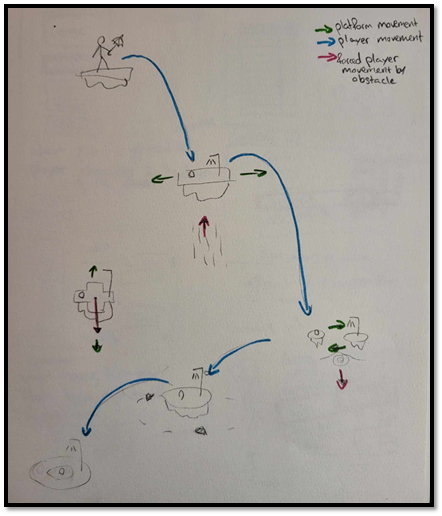 platform movement
player movement
forced player
movement by
obstacle